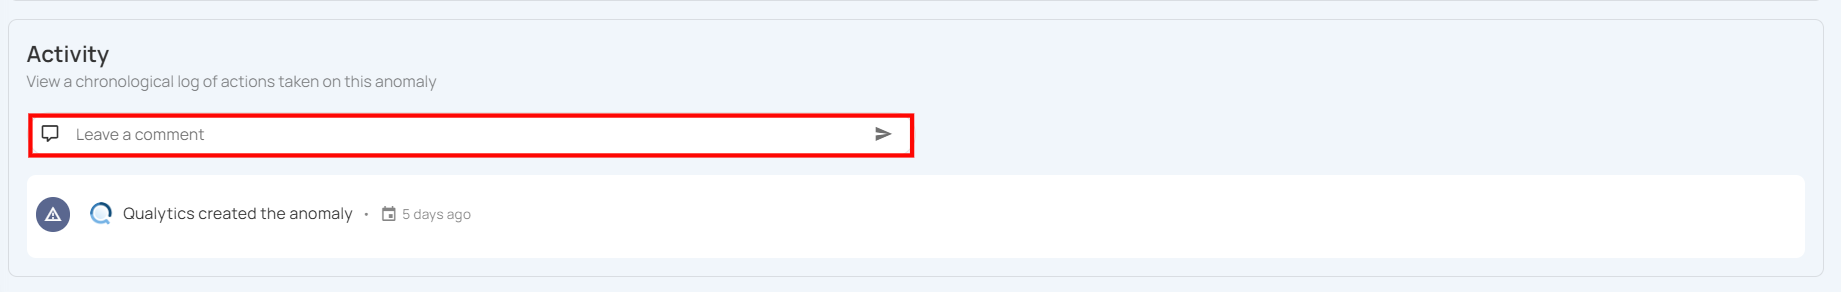 Activity
View a chronological log of actions taken on this anomaly
Leave a comment
Qualytics created the anomaly • 5 days ago